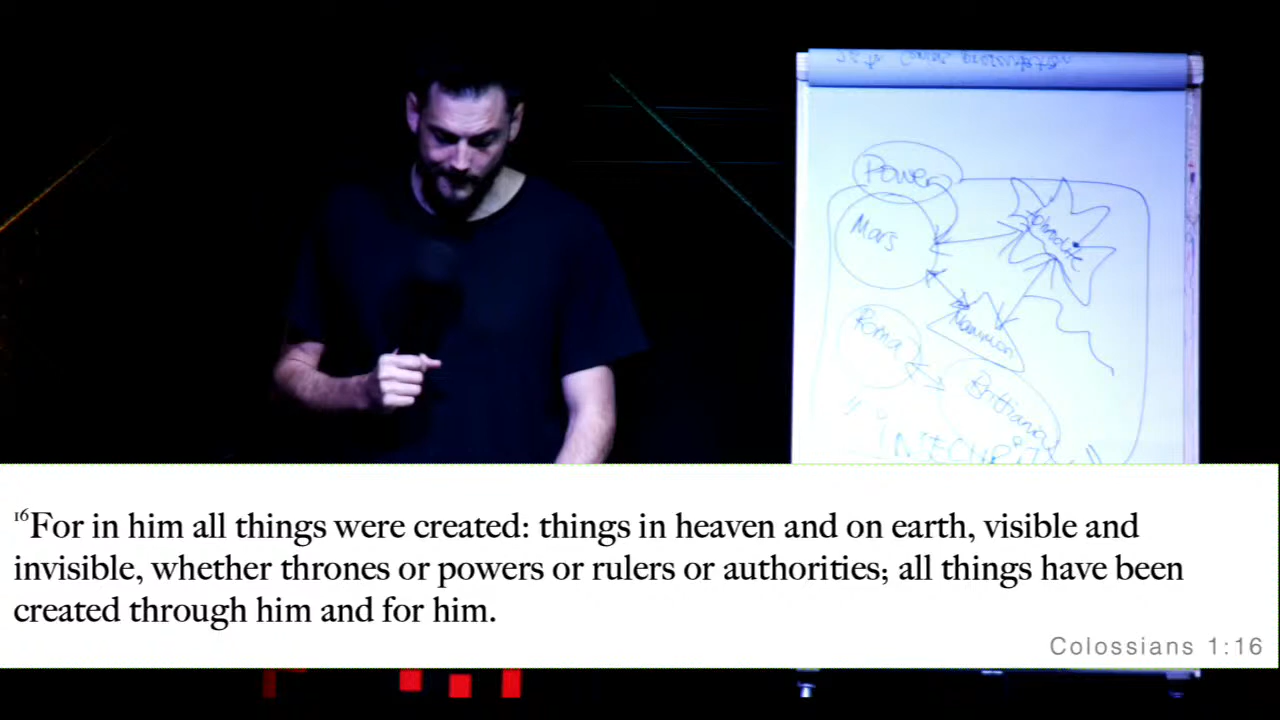 Power
Mars
Mammon
Roma
Brittania
"INSECURITY"
16For in him all things were created: things in heaven and on earth, visible and
invisible, whether thrones or powers or rulers or authorities; all things have been
created through him and for him.
Colossians 1:16